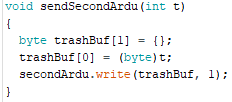 void sendSecondArdu(int t)
{
  byte trashBuf[1] = {};
  trashBuf[0] = (byte)t;
  secondArdu.write(trashBuf, 1);
}